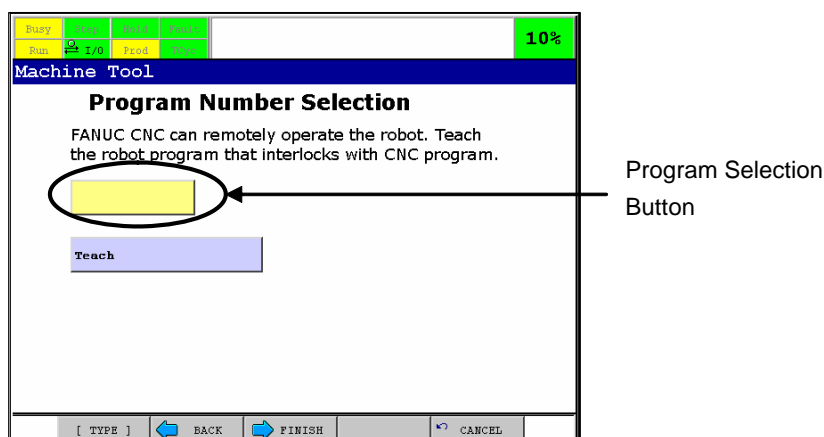 Busy Step Hold Fault
10%
Run I/O Prod TCyc
Machine Tool
Program Number Selection
FANUC CNC can remotely operate the robot. Teach
the robot program that interlocks with CNC program.
Program Selection
Button
Teach
[ TYPE ] BACK FINISH CANCEL